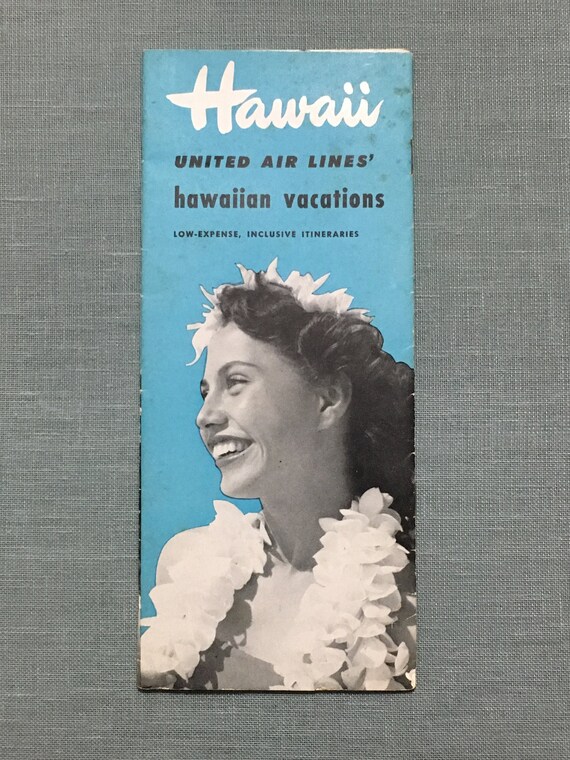 Hawaii
UNITED AIR LINES'
hawaiian vacations
LOW-EXPENSE, INCLUSIVE ITINERARIES